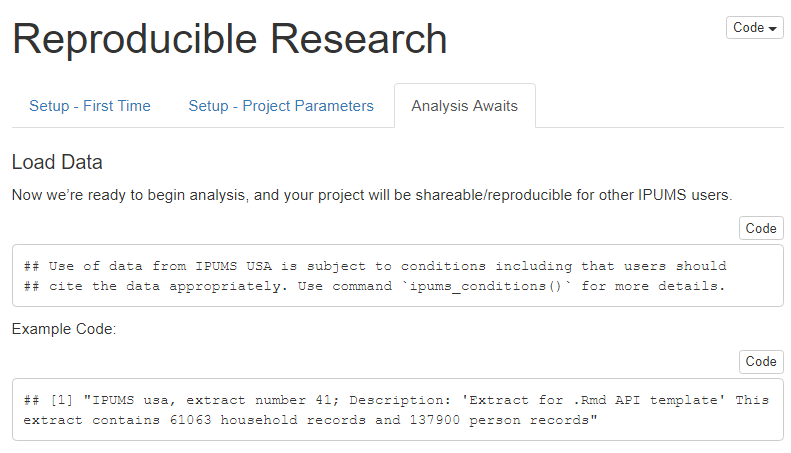 Reproducible Research
Code
Setup - First Time
Setup - Project Parameters
Analysis Awaits
Load Data
Now we're ready to begin analysis, and your project will be shareable/reproducible for other IPUMS users.
Code
## Use of data from IPUMS USA is subject to conditions including that users should
## cite the data appropriately. Use command `ipums_conditions()` for more details.
Example Code:
Code
## [1] "IPUMS usa, extract number 41; Description: 'Extract for .Rmd API template' This
extract contains 61063 household records and 137900 person records"